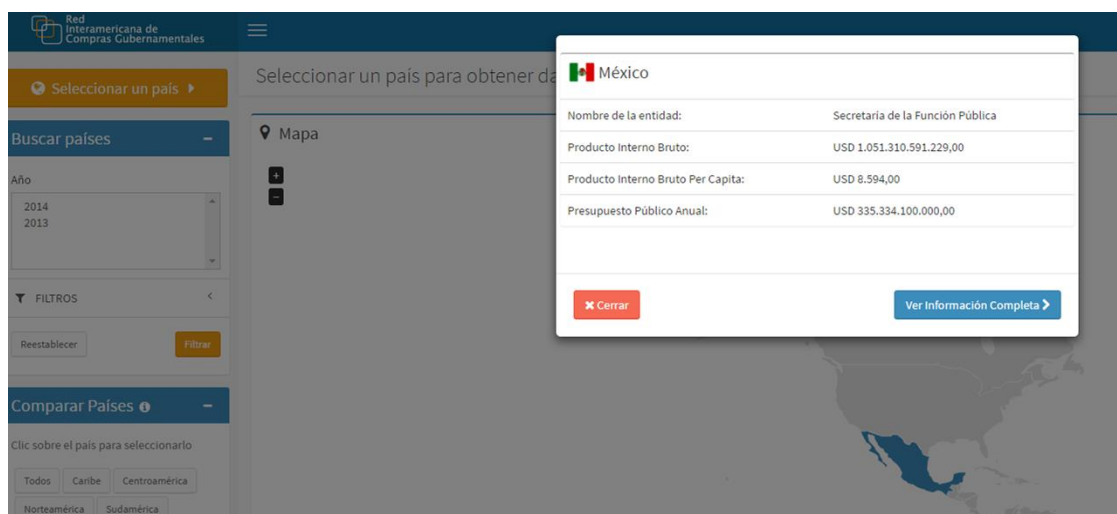 Red
Interamericana de
Compras Gubernamentales
Seleccionar un país
Buscar países
Año
2014
2013
FILTROS
Reestablecer
Filtrar
Comparar Países
Clic sobre el país para seleccionarlo
Todos
Caribe
Centroamérica
Norteamérica
Sudamérica
Seleccionar un país para obtener da
Mapa
México
Nombre de la entidad: Secretaría de la Función Pública
Producto Interno Bruto: USD 1.051.310.591.229,00
Producto Interno Bruto Per Capita: USD 8.594,00
Presupuesto Público Anual: USD 335.334.100.000,00
Cerrar
Ver Información Completa